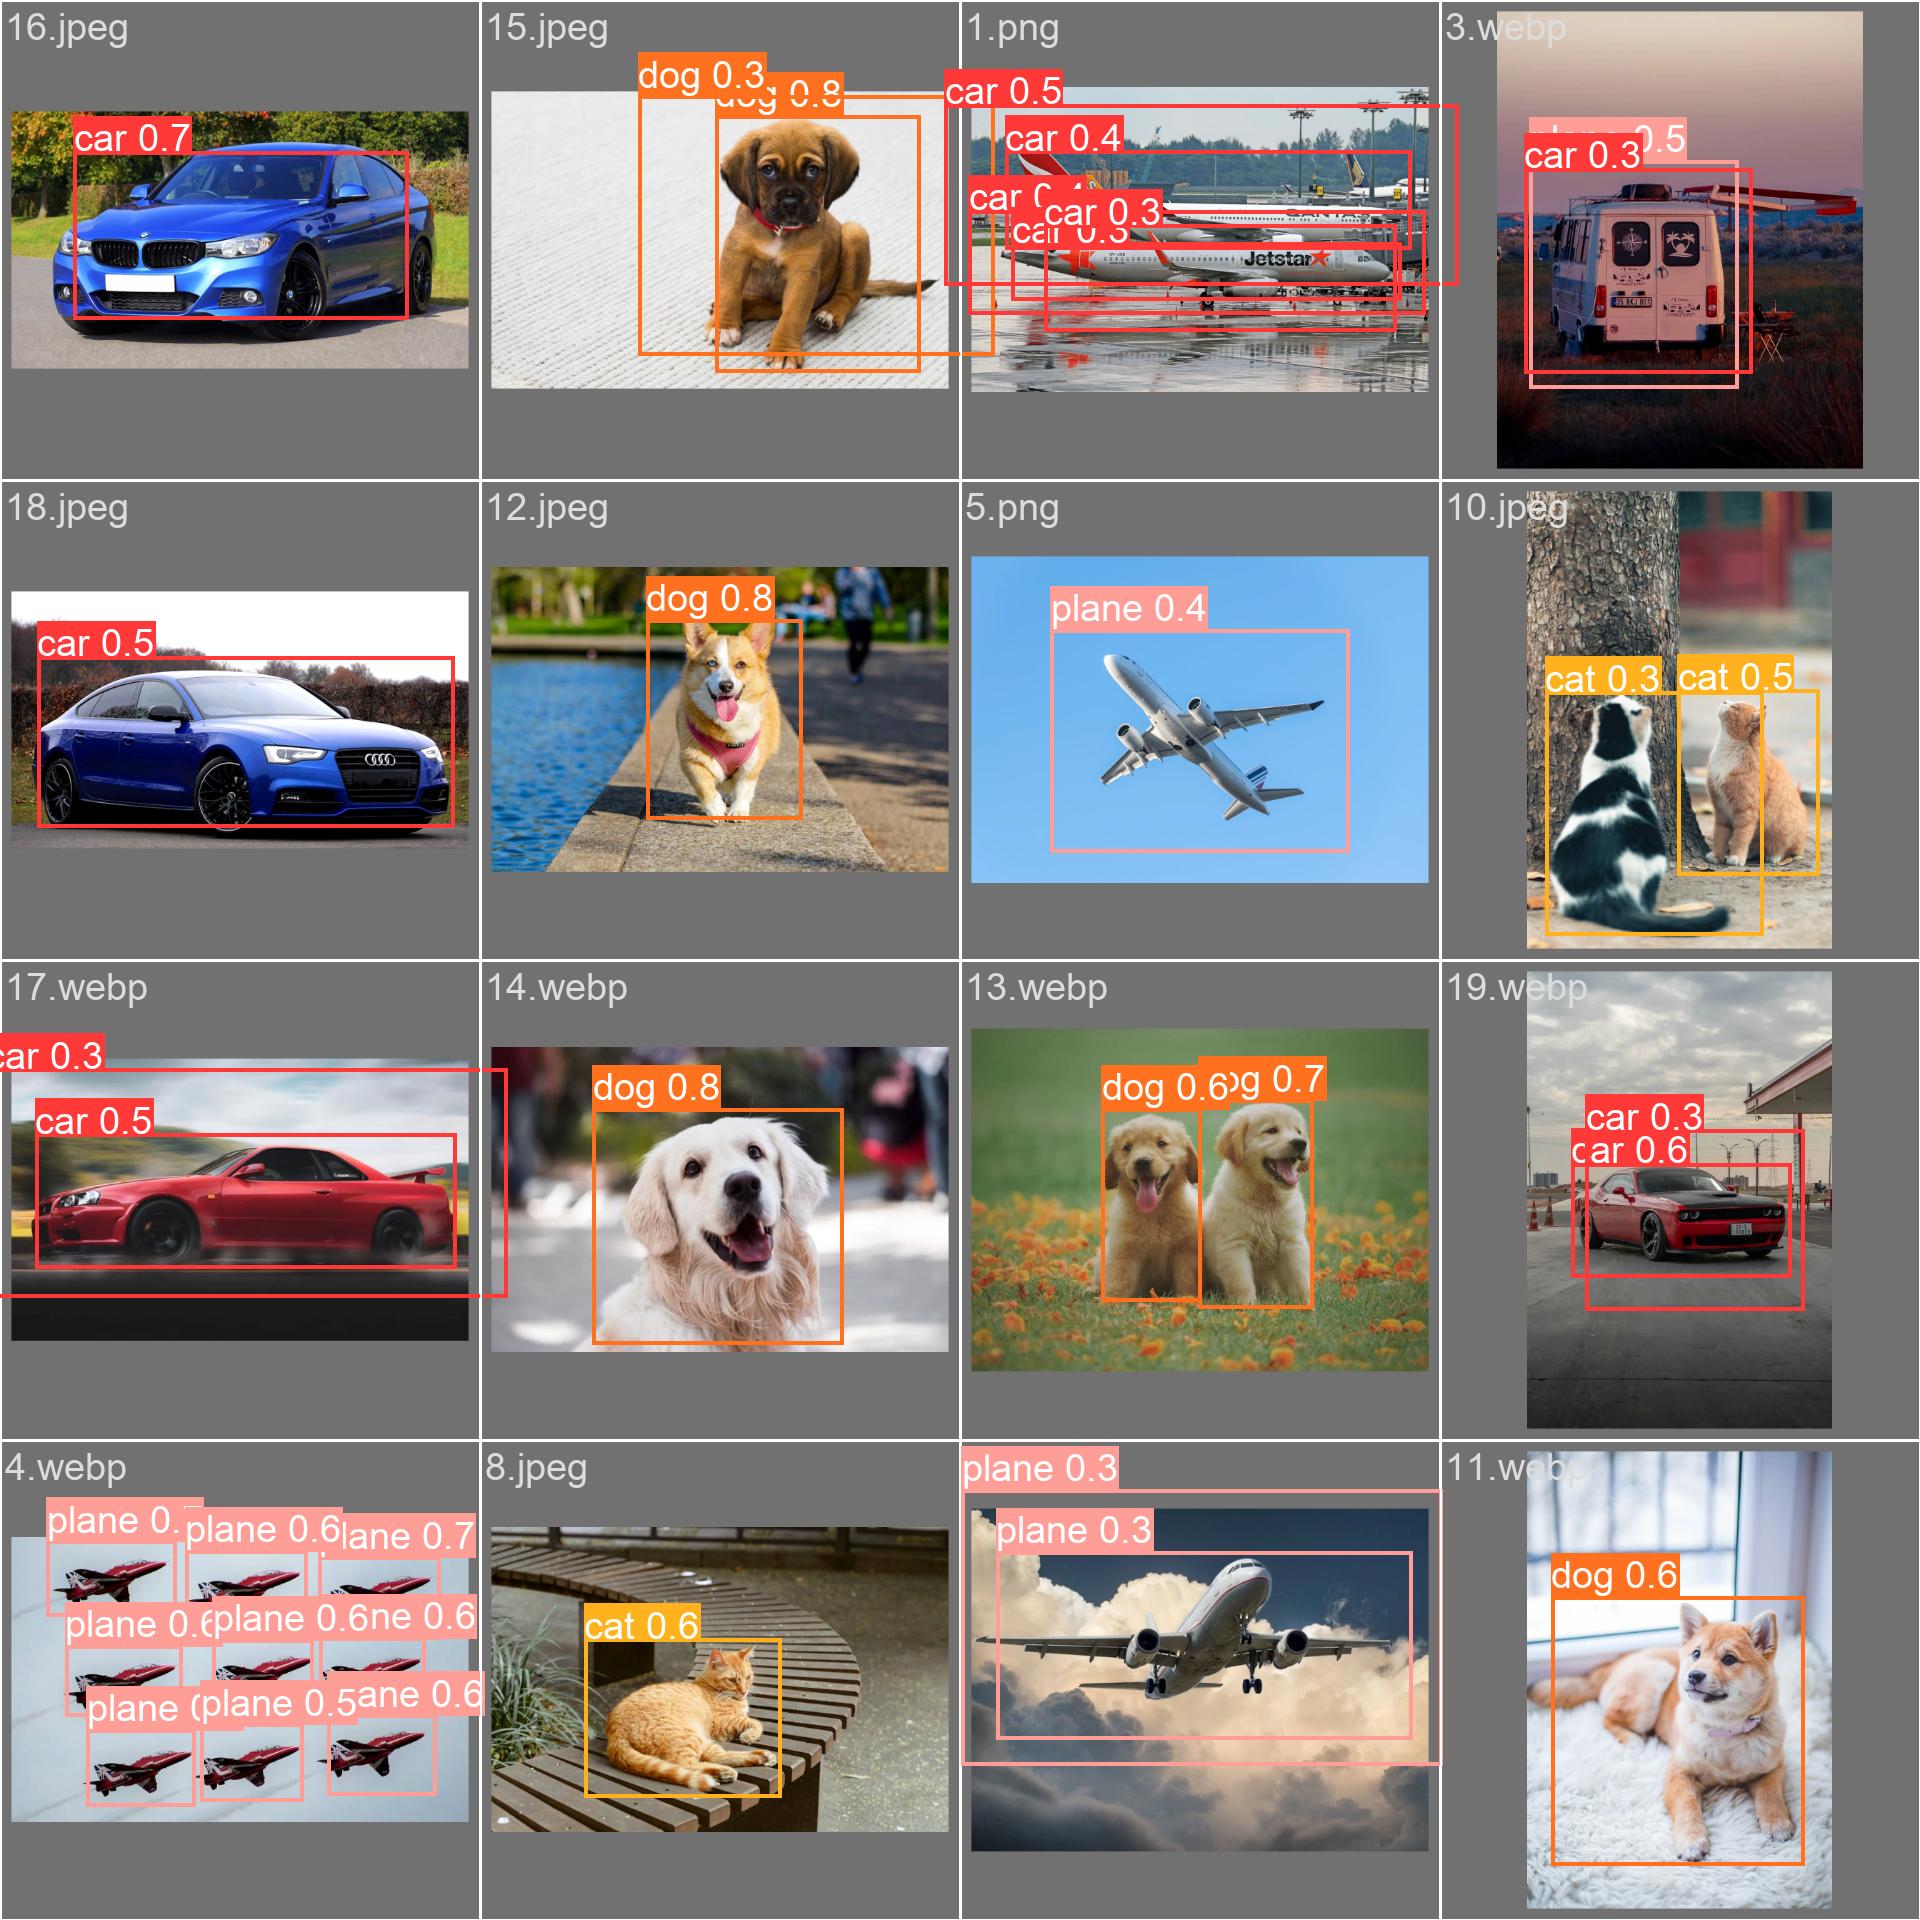 16.jpeg
car 0.7
15.jpeg
dog 0.3
dog 0.8
1.png
car 0.5
car 0.4
car 0.4
car 0.3
car 0.3
Jetstar
3.webp
0.5
car 0.3
18.jpeg
car 0.5
12.jpeg
dog 0.8
5.png
plane 0.4
10.jpeg
cat 0.3
cat 0.5
17.webp
car 0.3
car 0.5
14.webp
dog 0.8
13.webp
dog 0.6
0.7
19.webp
car 0.3
car 0.6
4.webp
plane 0.
plane 0.6
lane 0.7
plane 0.6
plane 0.6
ne 0.6
plane
plane 0.5
ane 0.6
8.jpeg
cat 0.6
plane 0.3
plane 0.3
11.webp
dog 0.6